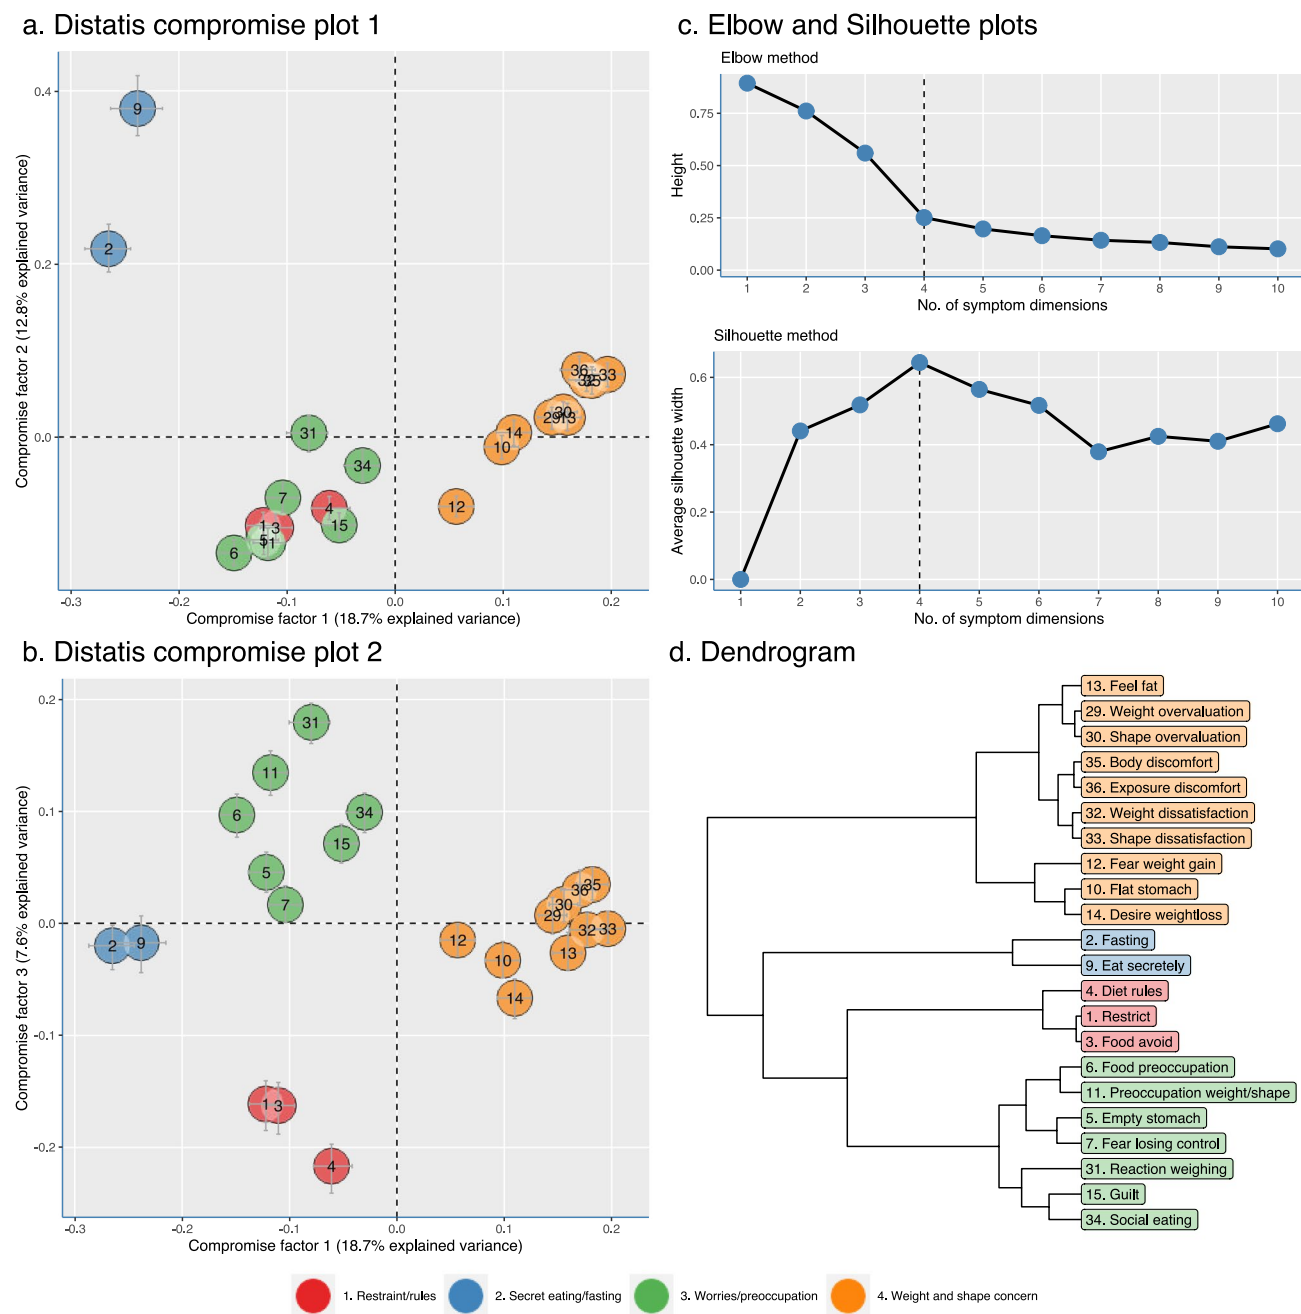 a. Distatis compromise plot 1
Compromise factor 2 (12.8% explained variance)
0.4
0.2
0.0
9
2
31
34
7
4
1
3
15
5
11
6
36
33
32
35
30
29
13
14
10
12
-0.3
-0.2
-0.1
0.0
0.1
0.2
Compromise factor 1 (18.7% explained variance)
c. Elbow and Silhouette plots
Elbow method
Height
0.75
0.50
0.25
0.00
1 2 3 4 5 6 7 8 9 10
No. of symptom dimensions
Silhouette method
Average silhouette width
0.6
0.4
0.2
0.0
1 2 3 4 5 6 7 8 9 10
No. of symptom dimensions
b. Distatis compromise plot 2
Compromise factor 3 (7.6% explained variance)
0.2
0.1
0.0
-0.1
-0.2
31
11
6
34
15
5
7
2
9
1
3
4
35
36
30
29
32
33
12
10
13
14
-0.3
-0.2
-0.1
0.0
0.1
0.2
Compromise factor 1 (18.7% explained variance)
d. Dendrogram
13. Feel fat
29. Weight overvaluation
30. Shape overvaluation
35. Body discomfort
36. Exposure discomfort
32. Weight dissatisfaction
33. Shape dissatisfaction
12. Fear weight gain
10. Flat stomach
14. Desire weightloss
2. Fasting
9. Eat secretely
4. Diet rules
1. Restrict
3. Food avoid
6. Food preoccupation
11. Preoccupation weight/shape
5. Empty stomach
7. Fear losing control
31. Reaction weighing
15. Guilt
34. Social eating
1. Restraint/rules
2. Secret eating/fasting
3. Worries/preoccupation
4. Weight and shape concern